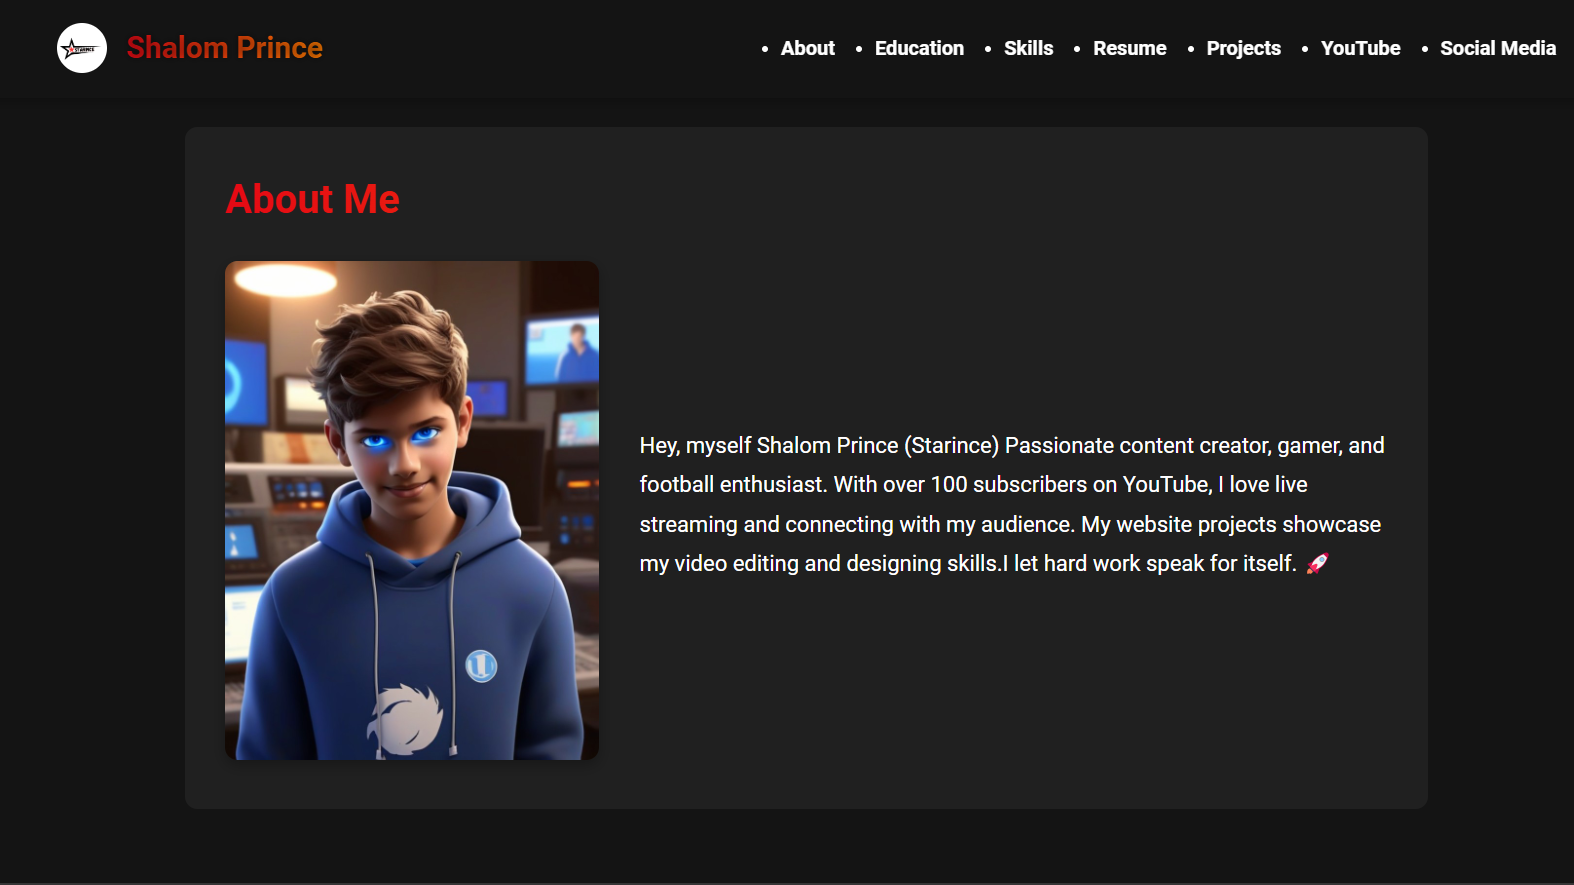 STARINCE
Shalom Prince
• About • Education • Skills • Resume • Projects • YouTube • Social Media
About Me
Hey, myself Shalom Prince (Starince) Passionate content creator, gamer, and
football enthusiast. With over 100 subscribers on YouTube, I love live
streaming and connecting with my audience. My website projects showcase
my video editing and designing skills.I let hard work speak for itself. 🚀